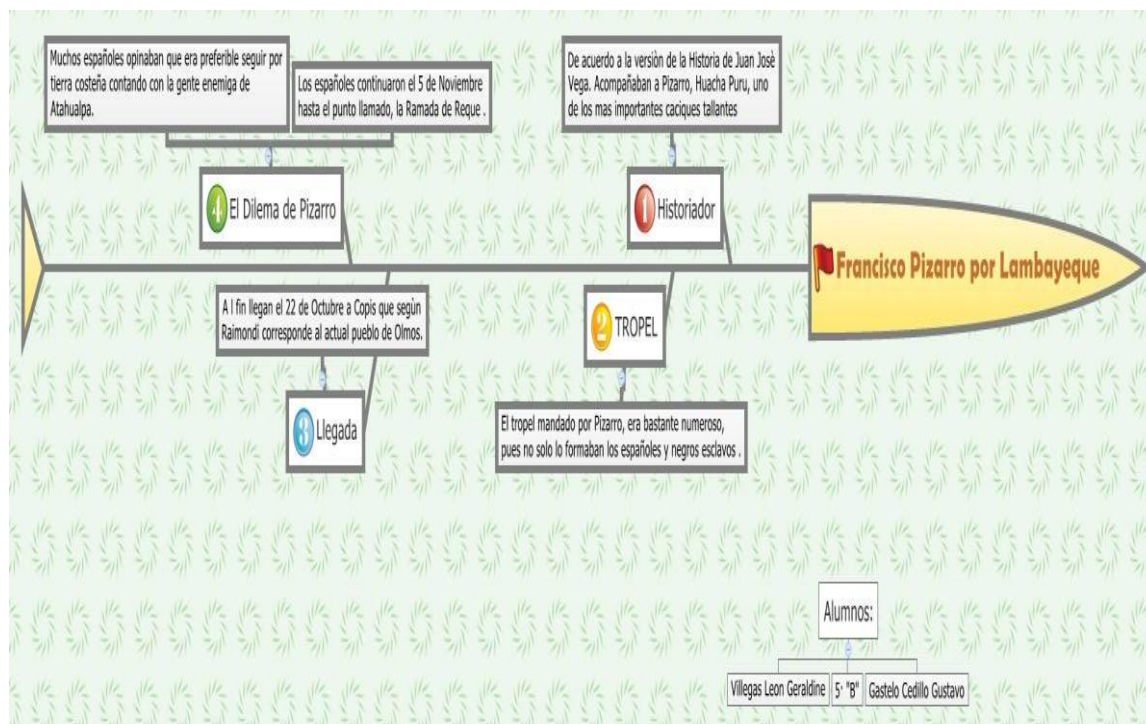 Muchos españoles opinaban que era preferible seguir por
tierra costeña contando con la gente enemiga de
Atahualpa.
Los españoles continuaron el 5 de Noviembre
hasta el punto llamado, la Ramada de Reque .
De acuerdo a la versiòn de la Historia de Juan Josè
Vega. Acompañaban a Pizarro, Huacha Puru, uno
de los mas importantes caciques tallantes
4 El Dilema de Pizarro
1 Historiador
Francisco Pizarro por Lambayeque
A l fin llegan el 22 de Octubre a Copis que segùn
Raimondi corresponde al actual pueblo de Olmos.
2 TROPEL
3 Llegada
El tropel mandado por Pizarro, era bastante numeroso,
pues no solo lo formaban los españoles y negros esclavos .
Alumnos:
Villegas Leon Geraldine
5· "B"
Gastelo Cedillo Gustavo